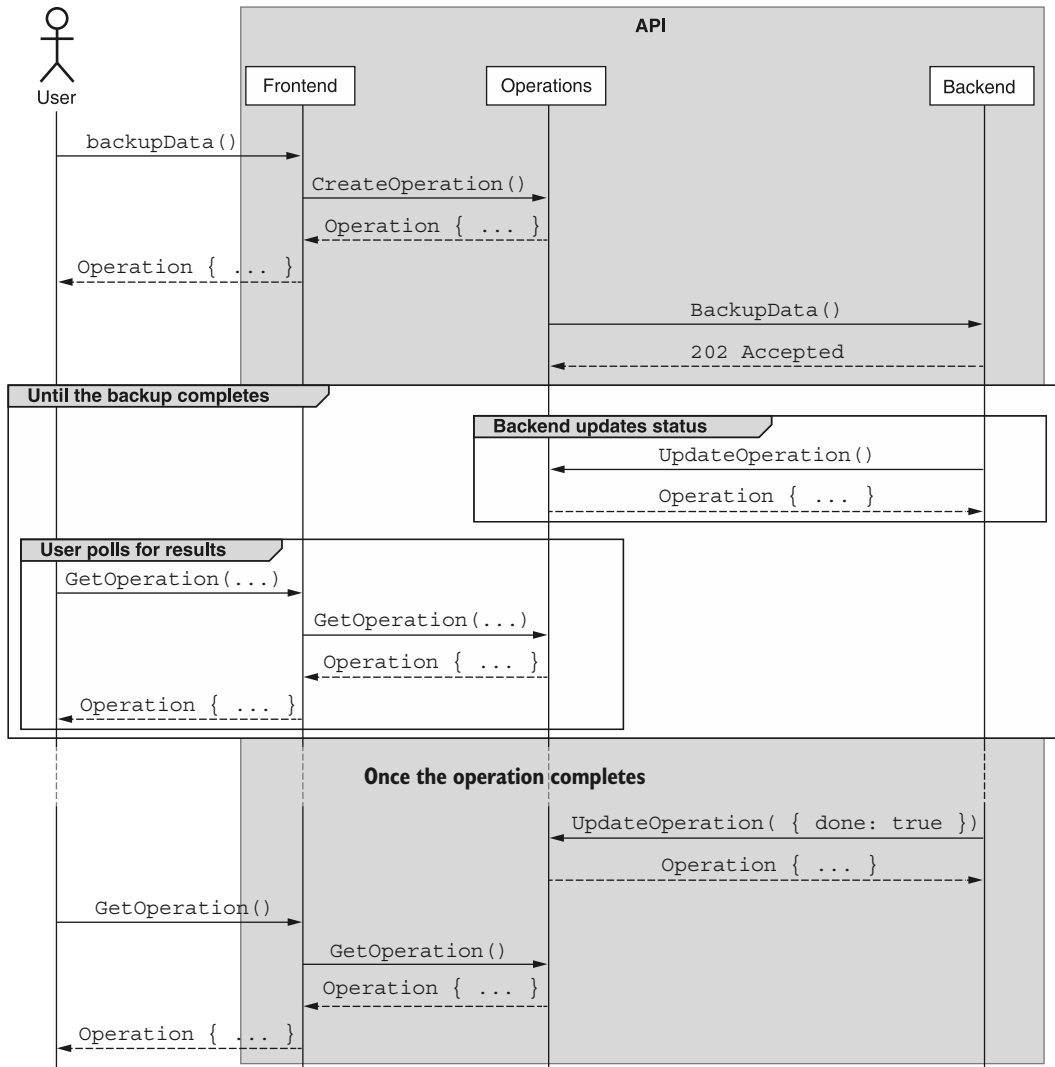 API
User
Frontend
Operations
Backend
backupData()
CreateOperation()
Operation { ... }
Operation { ... }
BackupData()
202 Accepted
Until the backup completes
Backend updates status
UpdateOperation()
Operation { ... }
User polls for results
GetOperation(...)
GetOperation(...)
Operation { ... }
Operation { ... }
Once the operation completes
UpdateOperation( { done: true })
Operation { ... }
GetOperation()
GetOperation()
Operation { ... }
Operation { ... }